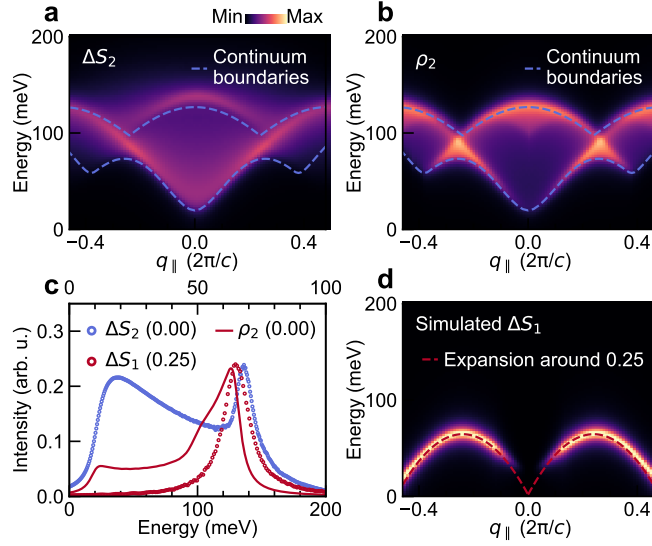 a
Min
Max
b
200
150
100
50
0
Energy (meV)
ΔS2
Continuum
boundaries
−0.4
0.0
0.4
q∥ (2π/c)
200
150
100
50
0
Energy (meV)
ρ2
Continuum
boundaries
−0.4
0.0
0.4
q∥ (2π/c)
c
0
50
100
0.3
0.2
0.1
0.0
Intensity (arb. u.)
ΔS2 (0.00)
ρ2 (0.00)
ΔS1 (0.25)
0
100
200
Energy (meV)
d
200
150
100
50
0
Energy (meV)
Simulated ΔS1
Expansion around 0.25
−0.4
0.0
0.4
q∥ (2π/c)